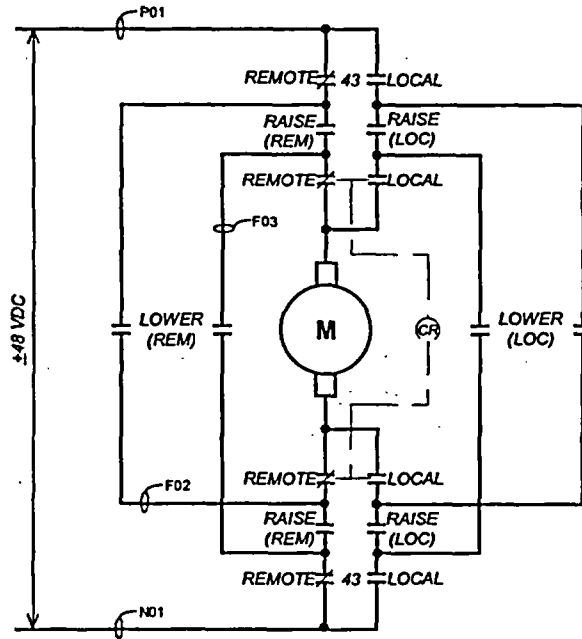 P01
REMOTE 43 LOCAL
RAISE RAISE
(REM) (LOC)
REMOTE LOCAL
F03
±48 VDC
LOWER M CR LOWER
(REM) (LOC)
REMOTE LOCAL
F02
RAISE RAISE
(REM) (LOC)
REMOTE 43 LOCAL
N01